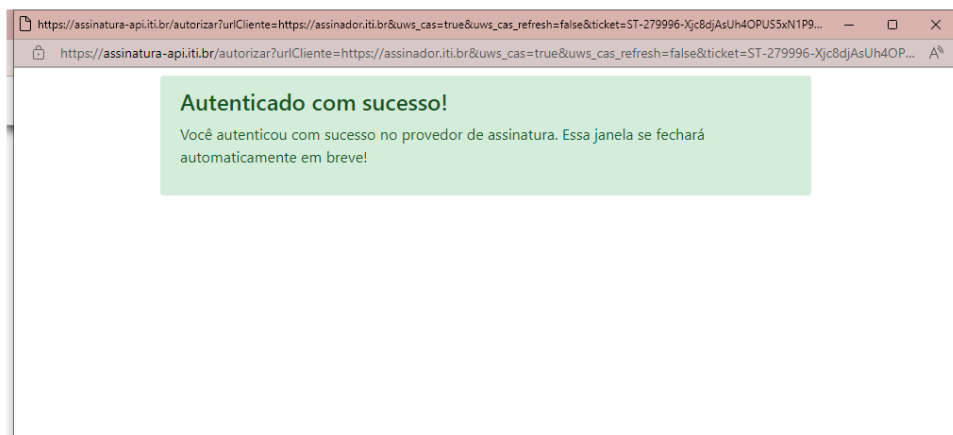 https://assinatura-api.iti.br/autorizar?urlCliente=https://assinador.iti.br&uws_cas=true&uws_cas_refresh=false&ticket=ST-279996-Xjc8djAsUh4OPUS5xN1P9...
https://assinatura-api.iti.br/autorizar?urlCliente=https://assinador.iti.br&uws_cas=true&uws_cas_refresh=false&ticket=ST-279996-Xjc8djAsUh4OP...
Autenticado com sucesso!
Você autenticou com sucesso no provedor de assinatura. Essa janela se fechará
automaticamente em breve!